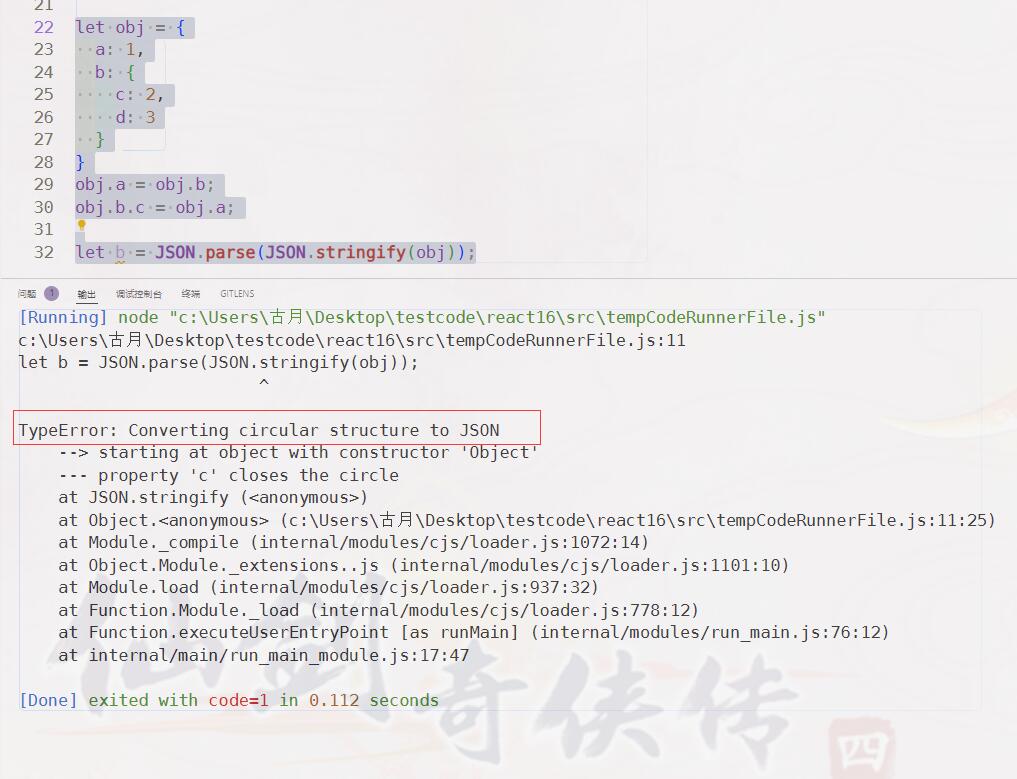 21
22 let obj = {
23   a: 1,
24   b: {
25     c: 2,
26     d: 3
27   }
28 }
29 obj.a = obj.b;
30 obj.b.c = obj.a;
31
32 let b = JSON.parse(JSON.stringify(obj));
问题 1 输出 调试控制台 终端 GITLENS
[Running] node "c:\Users\古月\Desktop\testcode\react16\src\tempCodeRunnerFile.js"
c:\Users\古月\Desktop\testcode\react16\src\tempCodeRunnerFile.js:11
let b = JSON.parse(JSON.stringify(obj));
                        ^
TypeError: Converting circular structure to JSON
    --> starting at object with constructor 'Object'
    --- property 'c' closes the circle
    at JSON.stringify (<anonymous>)
    at Object.<anonymous> (c:\Users\古月\Desktop\testcode\react16\src\tempCodeRunnerFile.js:11:25)
    at Module._compile (internal/modules/cjs/loader.js:1072:14)
    at Object.Module._extensions..js (internal/modules/cjs/loader.js:1101:10)
    at Module.load (internal/modules/cjs/loader.js:937:32)
    at Function.Module._load (internal/modules/cjs/loader.js:778:12)
    at Function.executeUserEntryPoint [as runMain] (internal/modules/run_main.js:76:12)
    at internal/main/run_main_module.js:17:47
[Done] exited with code=1 in 0.112 seconds
仙剑奇侠传
四